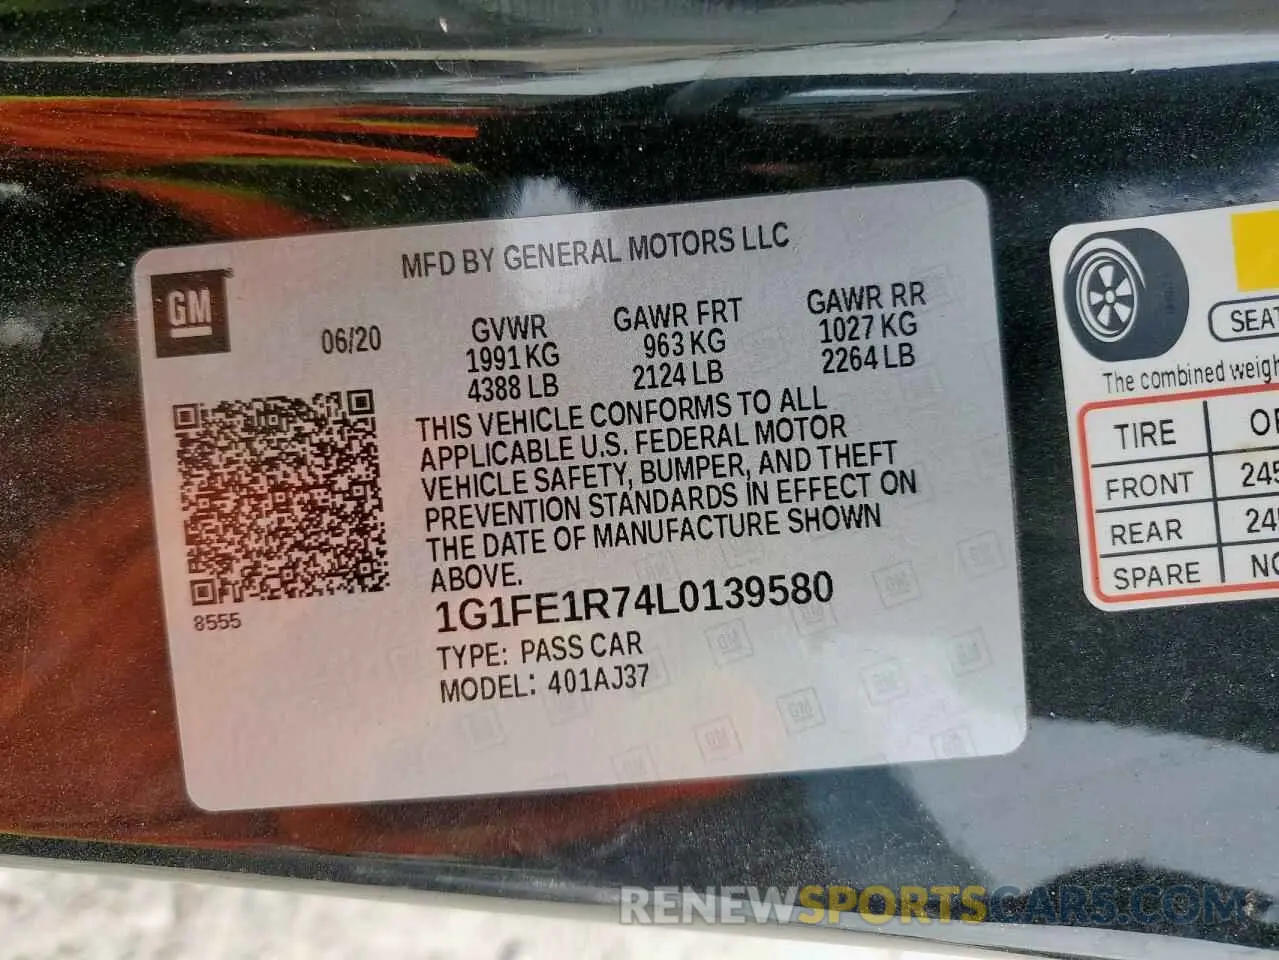 MFD BY GENERAL MOTORS LLC
GM
06/20
GVWR
1991 KG
4388 LB
GAWR FRT
963 KG
2124 LB
GAWR RR
1027 KG
2264 LB
THIS VEHICLE CONFORMS TO ALL
APPLICABLE U.S. FEDERAL MOTOR
VEHICLE SAFETY, BUMPER, AND THEFT
PREVENTION STANDARDS IN EFFECT ON
THE DATE OF MANUFACTURE SHOWN
ABOVE.
8555
1G1FE1R74L0139580
TYPE: PASS CAR
MODEL: 401AJ37
The combined
TIRE
FRONT
REAR
SPARE
RENEWSPORTSCARS.COM